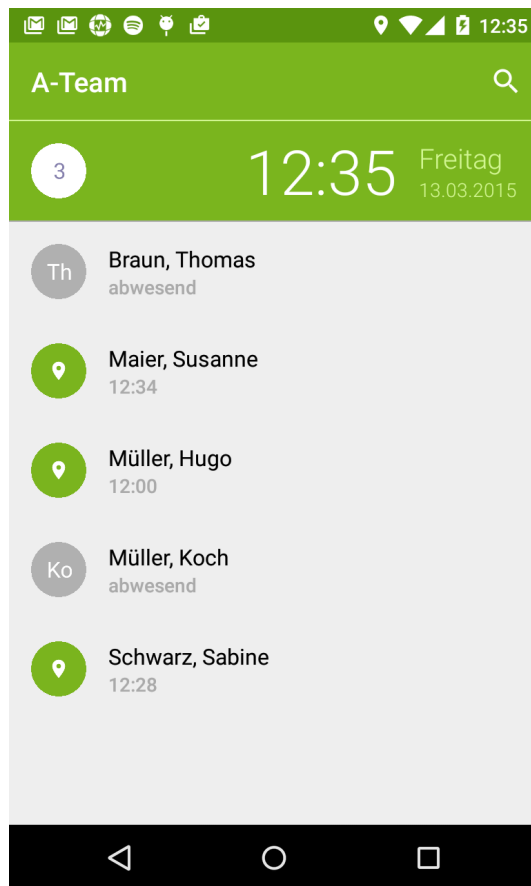 12:35
A-Team
3
12:35
Freitag
13.03.2015
Th
Braun, Thomas
abwesend
Maier, Susanne
12:34
Müller, Hugo
12:00
Ko
Müller, Koch
abwesend
Schwarz, Sabine
12:28